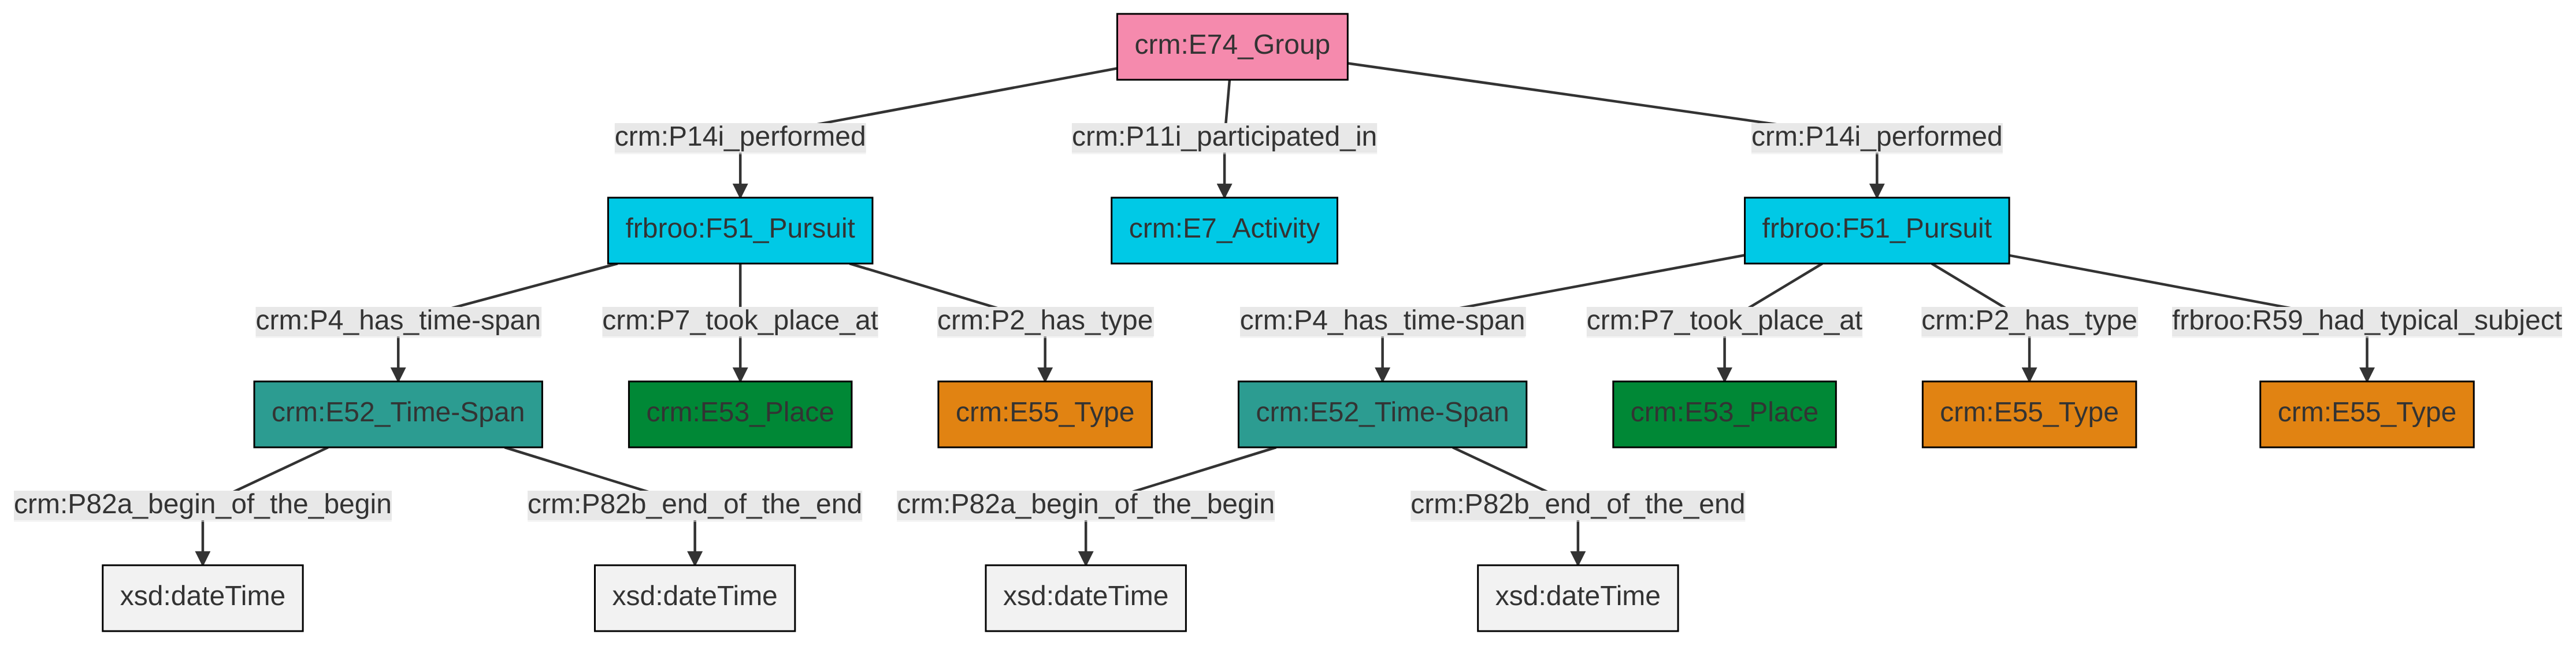 crm:E74_Group
crm:P14i_performed
crm:P11i_participated_in
crm:P14i_performed
frbroo:F51_Pursuit
crm:E7_Activity
frbroo:F51_Pursuit
crm:P4_has_time-span
crm:P7_took_place_at
crm:P2_has_type
crm:P4_has_time-span
crm:P7_took_place_at
crm:P2_has_type
frbroo:R59_had_typical_subject
crm:E52_Time-Span
crm:E53_Place
crm:E55_Type
crm:E52_Time-Span
crm:E53_Place
crm:E55_Type
crm:E55_Type
crm:P82a_begin_of_the_begin
crm:P82b_end_of_the_end
crm:P82a_begin_of_the_begin
crm:P82b_end_of_the_end
xsd:dateTime
xsd:dateTime
xsd:dateTime
xsd:dateTime